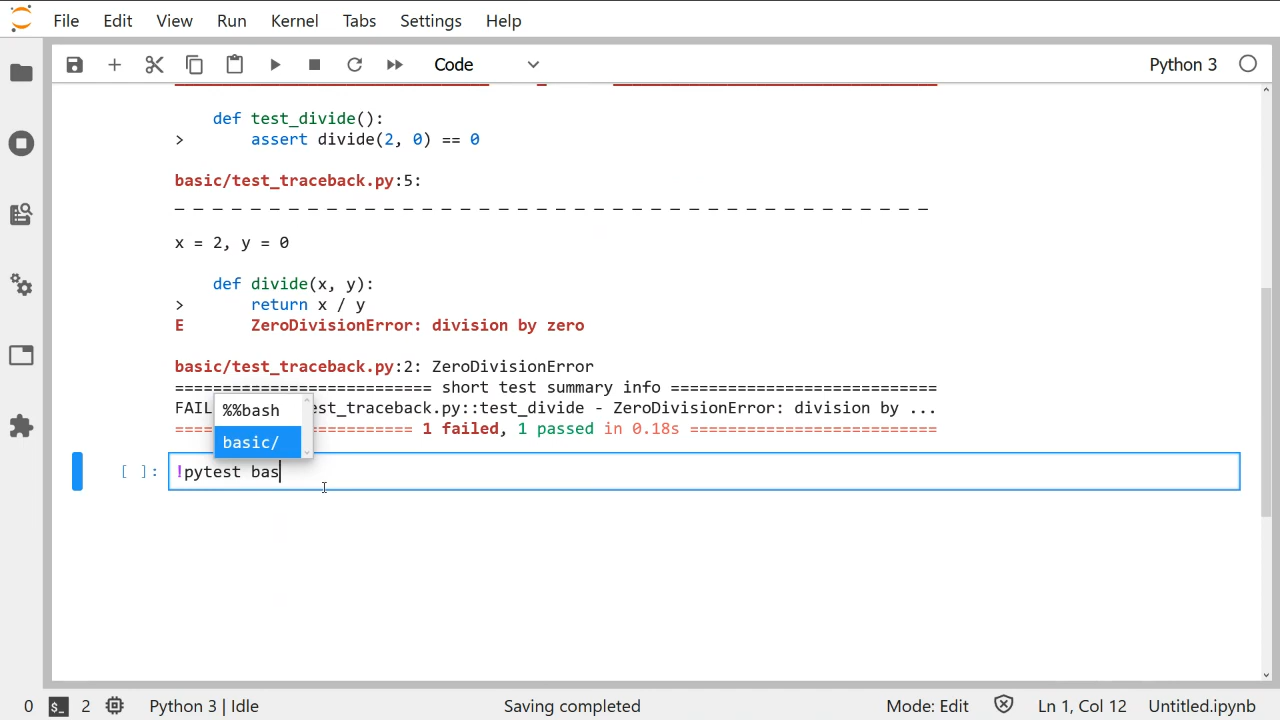 File Edit View Run Kernel Tabs Settings Help
Code Python 3
def test_divide():
> assert divide(2, 0) == 0
basic/test_traceback.py:5:
_ _ _ _ _ _ _ _ _ _ _ _ _ _ _ _ _ _ _ _ _ _ _ _ _ _ _ _ _ _ _ _ _ _ _ _ _ _ _ _
x = 2, y = 0
def divide(x, y):
> return x / y
E ZeroDivisionError: division by zero
basic/test_traceback.py:2: ZeroDivisionError
=========================== short test summary info ============================
FAIL est_traceback.py::test_divide - ZeroDivisionError: division by ...
%%bash
========================= 1 failed, 1 passed in 0.18s ==========================
basic/
[ ]: !pytest bas
0 $_ 2 Python 3 | Idle Saving completed Mode: Edit Ln 1, Col 12 Untitled.ipynb